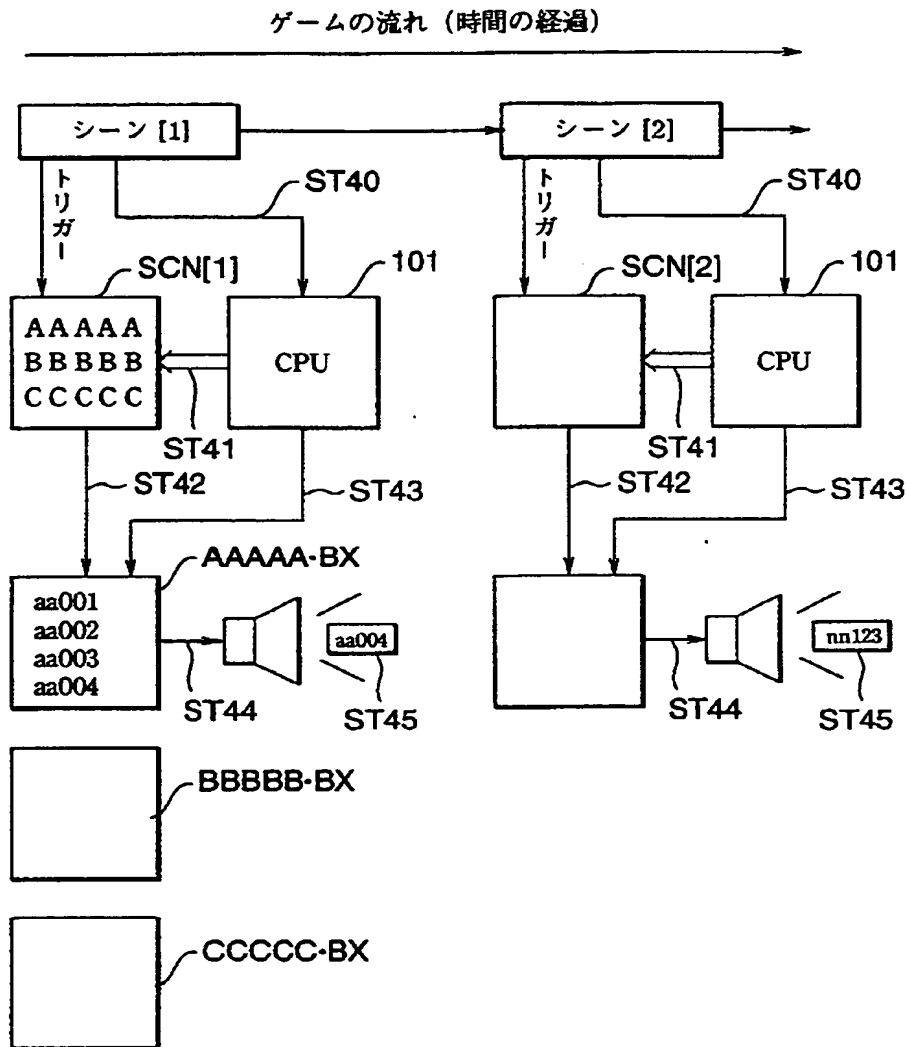 ゲームの流れ（時間の経過）
シーン [1]
シーン [2]
トリガー
ST40
トリガー
ST40
SCN[1]
101
SCN[2]
101
AAAAA
BBBBB
CCCCC
CPU
CPU
ST41
ST41
ST42
ST43
ST42
ST43
AAAAA·BX
aa001
aa002
aa003
aa004
aa004
nn123
ST44
ST45
ST44
ST45
BBBBB·BX
CCCCC·BX